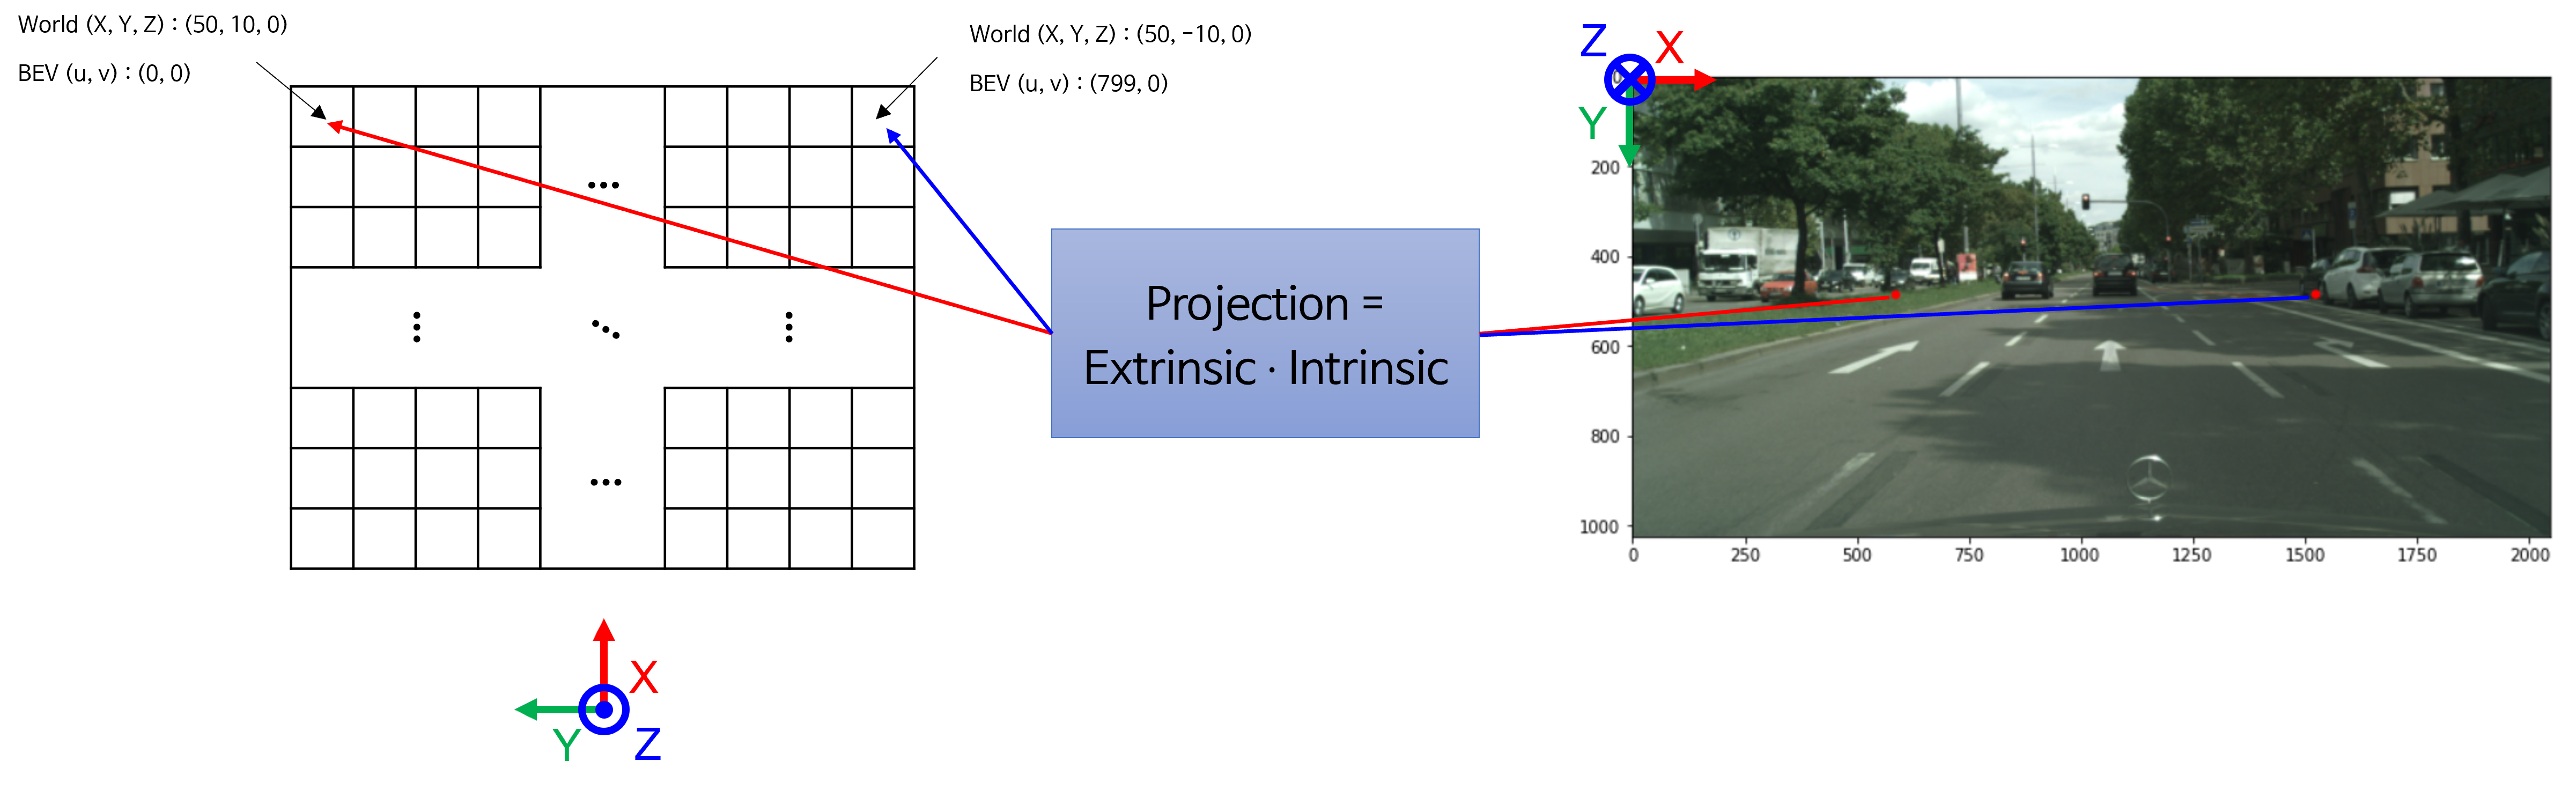 World (X, Y, Z) : (50, 10, 0)
BEV (u, v) : (0, 0)
World (X, Y, Z) : (50, -10, 0)
BEV (u, v) : (799, 0)
Projection =
Extrinsic · Intrinsic
Z X
Y
0
200
400
600
800
1000
0 250 500 750 1000 1250 1500 1750 2000
X
Y Z